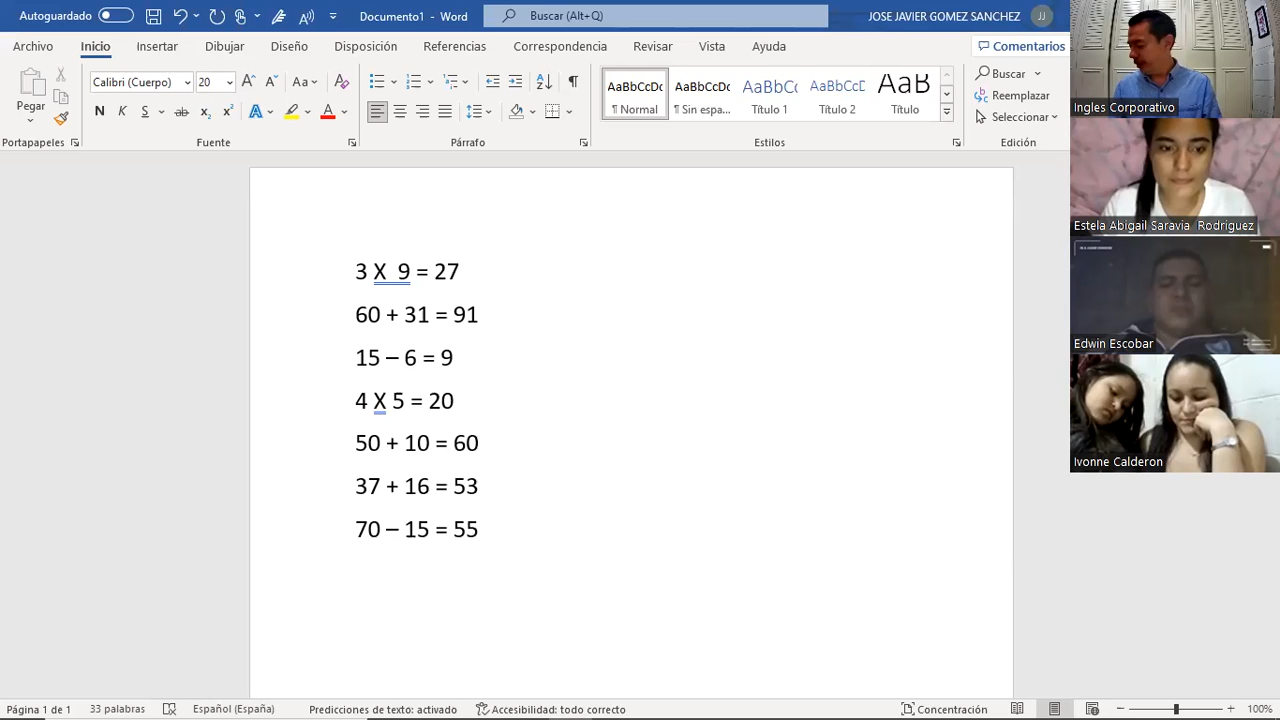 Autoguardado
Documento1 - Word
Buscar (Alt+Q)
JOSE JAVIER GOMEZ SANCHEZ
JJ
Archivo Inicio Insertar Dibujar Diseño Disposición Referencias Correspondencia Revisar Vista Ayuda
Comentarios
Pegar
Calibri (Cuerpo) 20
N K S ab x₂ x²
AaBbCcDc AaBbCcDc AaBbCc AaBbCcD AaB
¶ Normal ¶ Sin espa... Título 1 Título 2 Título
Buscar
Reemplazar
Seleccionar
Portapapeles Fuente Párrafo Estilos Edición
Ingles Corporativo
Estela Abigail Saravia Rodriguez
Edwin Escobar
Ivonne Calderon
3 X 9 = 27
60 + 31 = 91
15 – 6 = 9
4 X 5 = 20
50 + 10 = 60
37 + 16 = 53
70 – 15 = 55
Página 1 de 1 33 palabras Español (España) Predicciones de texto: activado Accesibilidad: todo correcto Concentración 100%